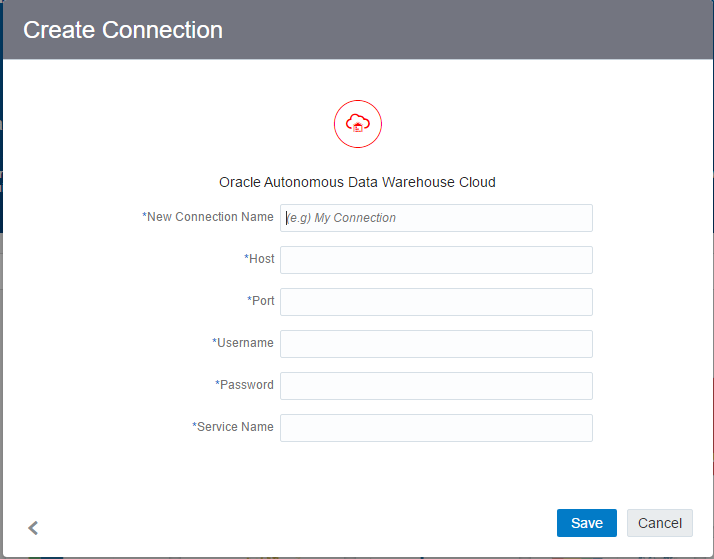 Create Connection
Oracle Autonomous Data Warehouse Cloud
*New Connection Name (e.g) My Connection
*Host
*Port
*Username
*Password
*Service Name
Save Cancel